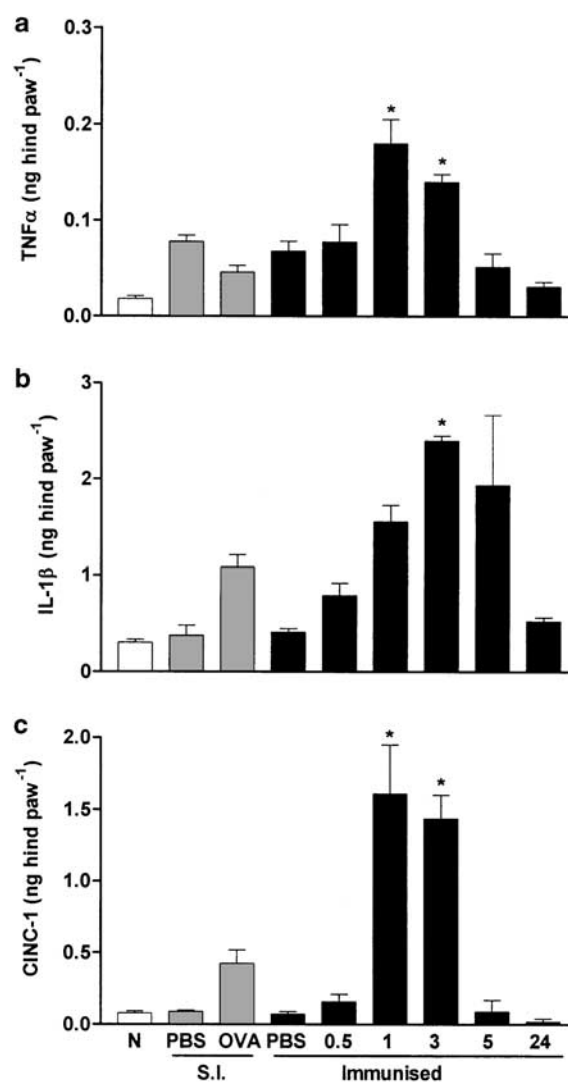 a
TNFα (ng hind paw⁻¹)
0.3
0.2
0.1
0.0
*
*
b
IL-1β (ng hind paw⁻¹)
3
2
1
0
*
c
CINC-1 (ng hind paw⁻¹)
2.0
1.5
1.0
0.5
0.0
*
*
N PBS OVA PBS 0.5 1 3 5 24
S.I. Immunised